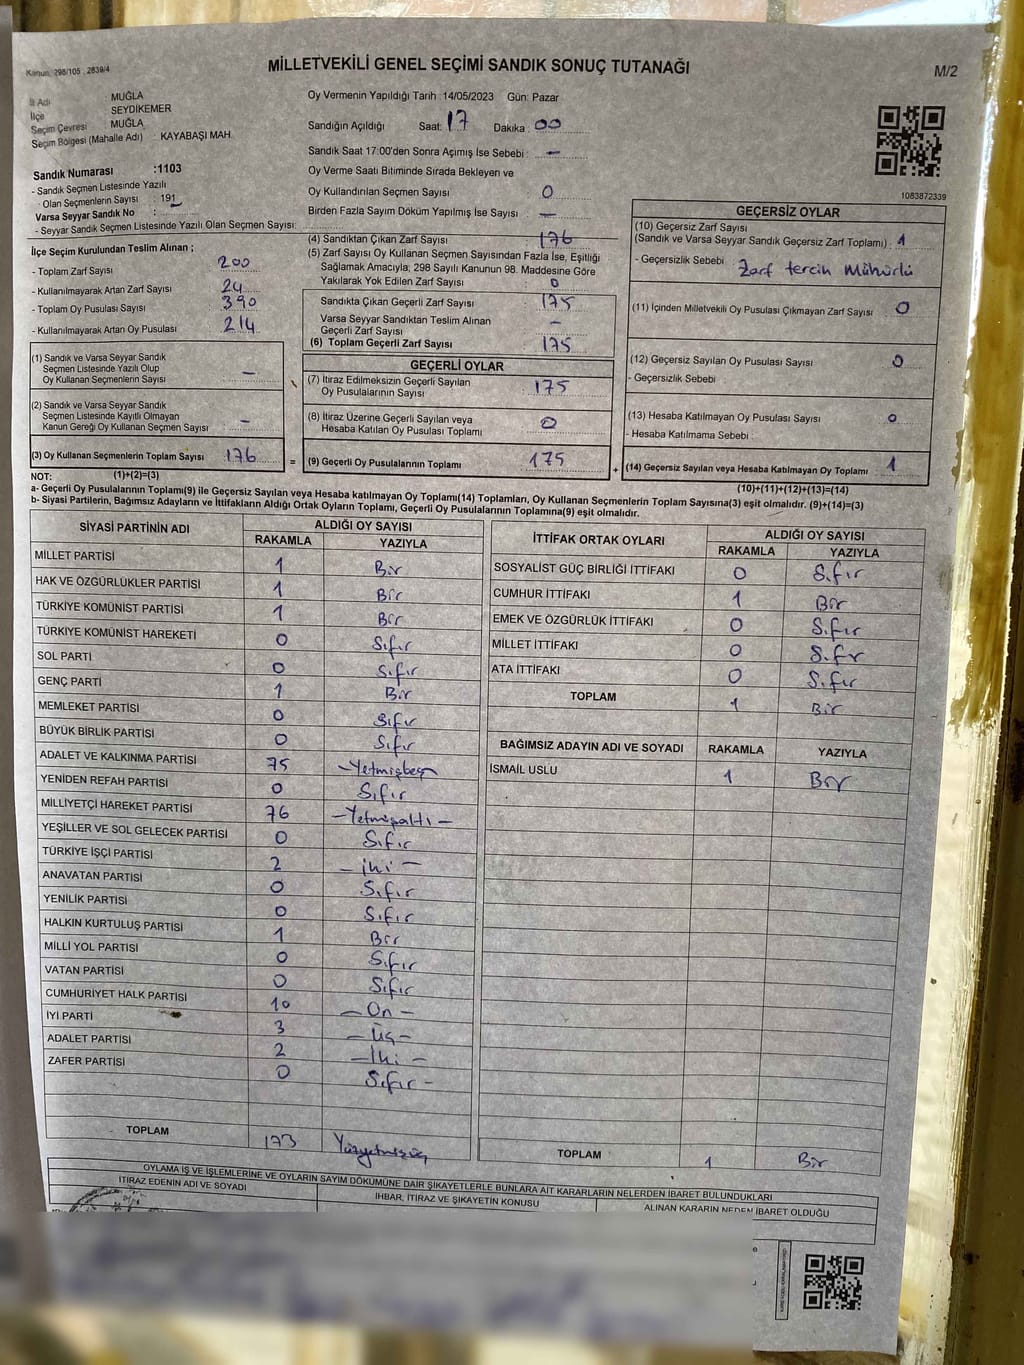 Kanun: 298/105 , 2839/4
MİLLETVEKİLİ GENEL SEÇİMİ SANDIK SONUÇ TUTANAĞI
M/2
İl Adı : MUĞLA
İlçe SEYDİKEMER
Seçim Çevresi : MUĞLA
Seçim Bölgesi (Mahalle Adı) : KAYABAŞI MAH.
Sandık Numarası :1103
- Sandık Seçmen Listesinde Yazılı
Olan Seçmenlerin Sayısı : 191
Varsa Seyyar Sandık No :
- Seyyar Sandık Seçmen Listesinde Yazılı Olan Seçmen Sayısı:
Oy Vermenin Yapıldığı Tarih :14/05/2023 Gün: Pazar
Sandığın Açıldığı Saat: 17 Dakika : 00
Sandık Saat 17:00'den Sonra Açımış İse Sebebi : –
Oy Verme Saati Bitiminde Sırada Bekleyen ve
Oy Kullandırılan Seçmen Sayısı 0
Birden Fazla Sayım Döküm Yapılmış İse Sayısı –
1083872339
İlçe Seçim Kurulundan Teslim Alınan ;
- Toplam Zarf Sayısı 200
- Kullanılmayarak Artan Zarf Sayısı 24
- Toplam Oy Pusulası Sayısı 390
- Kullanılmayarak Artan Oy Pusulası 214
(4) Sandıktan Çıkan Zarf Sayısı : 176
(5) Zarf Sayısı Oy Kullanan Seçmen Sayısından Fazla İse, Eşitliği
Sağlamak Amacıyla; 298 Sayılı Kanunun 98. Maddesine Göre
Yakılarak Yok Edilen Zarf Sayısı : 0
Sandıkta Çıkan Geçerli Zarf Sayısı : 175
Varsa Seyyar Sandıktan Teslim Alınan
Geçerli Zarf Sayısı : –
(6) Toplam Geçerli Zarf Sayısı : 175
GEÇERSİZ OYLAR
(10) Geçersiz Zarf Sayısı
(Sandık ve Varsa Seyyar Sandık Geçersiz Zarf Toplamı) : 1
- Geçersizlik Sebebi : Zarf tercih Mühürlü
(11) İçinden Milletvekili Oy Pusulası Çıkmayan Zarf Sayısı : 0
(12) Geçersiz Sayılan Oy Pusulası Sayısı : 0
- Geçersizlik Sebebi
(13) Hesaba Katılmayan Oy Pusulası Sayısı : 0
- Hesaba Katılmama Sebebi :
(14) Geçersiz Sayılan veya Hesaba Katılmayan Oy Toplamı 1
(10)+(11)+(12)+(13)=(14)
(1) Sandık ve Varsa Seyyar Sandık
Seçmen Listesinde Yazılı Olup
Oy Kullanan Seçmenlerin Sayısı : –
(2) Sandık ve Varsa Seyyar Sandık
Seçmen Listesinde Kayıtlı Olmayan
Kanun Gereği Oy Kullanan Seçmen Sayısı : –
(3) Oy Kullanan Seçmenlerin Toplam Sayısı 176
(1)+(2)=(3)
GEÇERLİ OYLAR
(7) İtiraz Edilmeksizin Geçerli Sayılan
Oy Pusulalarının Sayısı : 175
(8) İtiraz Üzerine Geçerli Sayılan veya
Hesaba Katılan Oy Pusulası Toplamı : 0
= (9) Geçerli Oy Pusulalarının Toplamı : 175 +
NOT:
a- Geçerli Oy Pusulalarının Toplamı(9) ile Geçersiz Sayılan veya Hesaba katılmayan Oy Toplamı(14) Toplamları, Oy Kullanan Seçmenlerin Toplam Sayısına(3) eşit olmalıdır. (9)+(14)=(3)
b- Siyasi Partilerin, Bağımsız Adayların ve İttifakların Aldığı Ortak Oyların Toplamı, Geçerli Oy Pusulalarının Toplamına(9) eşit olmalıdır.
SİYASİ PARTİNİN ADI ALDIĞI OY SAYISI
RAKAMLA YAZIYLA
MİLLET PARTİSİ 1 Bir
HAK VE ÖZGÜRLÜKLER PARTİSİ 1 Bir
TÜRKİYE KOMÜNİST PARTİSİ 1 Bir
TÜRKİYE KOMÜNİST HAREKETİ 0 Sıfır
SOL PARTİ 0 Sıfır
GENÇ PARTİ 1 Bir
MEMLEKET PARTİSİ 0 Sıfır
BÜYÜK BİRLİK PARTİSİ 0 Sıfır
ADALET VE KALKINMA PARTİSİ 75 –Yetmişbeş
YENİDEN REFAH PARTİSİ 0 Sıfır
MİLLİYETÇİ HAREKET PARTİSİ 76 –Yetmişaltı –
YEŞİLLER VE SOL GELECEK PARTİSİ 0 Sıfır
TÜRKİYE İŞÇİ PARTİSİ 2 – iki –
ANAVATAN PARTİSİ 0 Sıfır
YENİLİK PARTİSİ 0 Sıfır
HALKIN KURTULUŞ PARTİSİ 1 Bir
MİLLİ YOL PARTİSİ 0 Sıfır
VATAN PARTİSİ 0 Sıfır
CUMHURİYET HALK PARTİSİ 10 – On –
İYİ PARTİ 3 – Üç –
ADALET PARTİSİ 2 – İki –
ZAFER PARTİSİ 0 Sıfır –
TOPLAM 173 Yüzyetmişüç
İTTİFAK ORTAK OYLARI ALDIĞI OY SAYISI
RAKAMLA YAZIYLA
SOSYALİST GÜÇ BİRLİĞİ İTTİFAKI 0 Sıfır
CUMHUR İTTİFAKI 1 Bir
EMEK VE ÖZGÜRLÜK İTTİFAKI 0 Sıfır
MİLLET İTTİFAKI 0 Sıfır
ATA İTTİFAKI 0 Sıfır
TOPLAM 1 Bir
BAĞIMSIZ ADAYIN ADI VE SOYADI RAKAMLA YAZIYLA
İSMAİL USLU 1 Bir
TOPLAM 1 Bir
OYLAMA İŞ VE İŞLEMLERİNE VE OYLARIN SAYIM DÖKÜMÜNE DAİR ŞİKAYETLERLE BUNLARA AİT KARARLARIN NELERDEN İBARET BULUNDUKLARI
İTİRAZ EDENİN ADI VE SOYADI İHBAR, İTİRAZ VE ŞİKAYETİN KONUSU ALINAN KARARIN NEDEN İBARET OLDUĞU